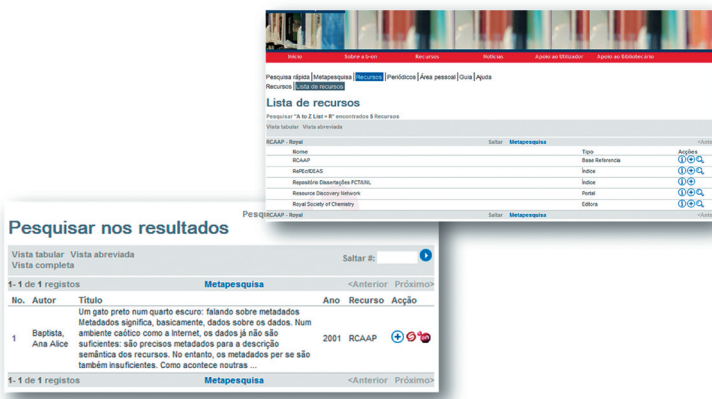 Início Sobre a b-on Recursos Notícias Apoio ao Utilizador Apoio ao Bibliotecário
Pesquisa rápida | Metapesquisa | Recursos | Periódicos | Área pessoal | Guia | Ajuda
Recursos Lista de recursos
Lista de recursos
Pesquisar "A to Z List = R" encontrados 5 Recursos
Vista tabular Vista abreviada
RCAAP - Royal Saltar Metapesquisa <Ante
Nome Tipo Acções
RCAAP Base Referencia
RePEc/IDEAS Índice
Repositório Dissertações FCT/UNL Índice
Resource Discovery Network Portal
Royal Society of Chemistry Editora
RCAAP - Royal Saltar Metapesquisa <Ante
Pesqui
Pesquisar nos resultados
Vista tabular Vista abreviada
Vista completa
Saltar #:
1- 1 de 1 registos Metapesquisa <Anterior Próximo>
No. Autor Título Ano Recurso Acção
1 Baptista, Ana Alice
Um gato preto num quarto escuro: falando sobre metadados
Metadados significa, basicamente, dados sobre os dados. Num
ambiente caótico como a Internet, os dados já não são
suficientes: são precisos metadados para a descrição
semântica dos recursos. No entanto, os metadados per se são
também insuficientes. Como acontece noutras ...
2001 RCAAP
1- 1 de 1 registos Metapesquisa <Anterior Próximo>